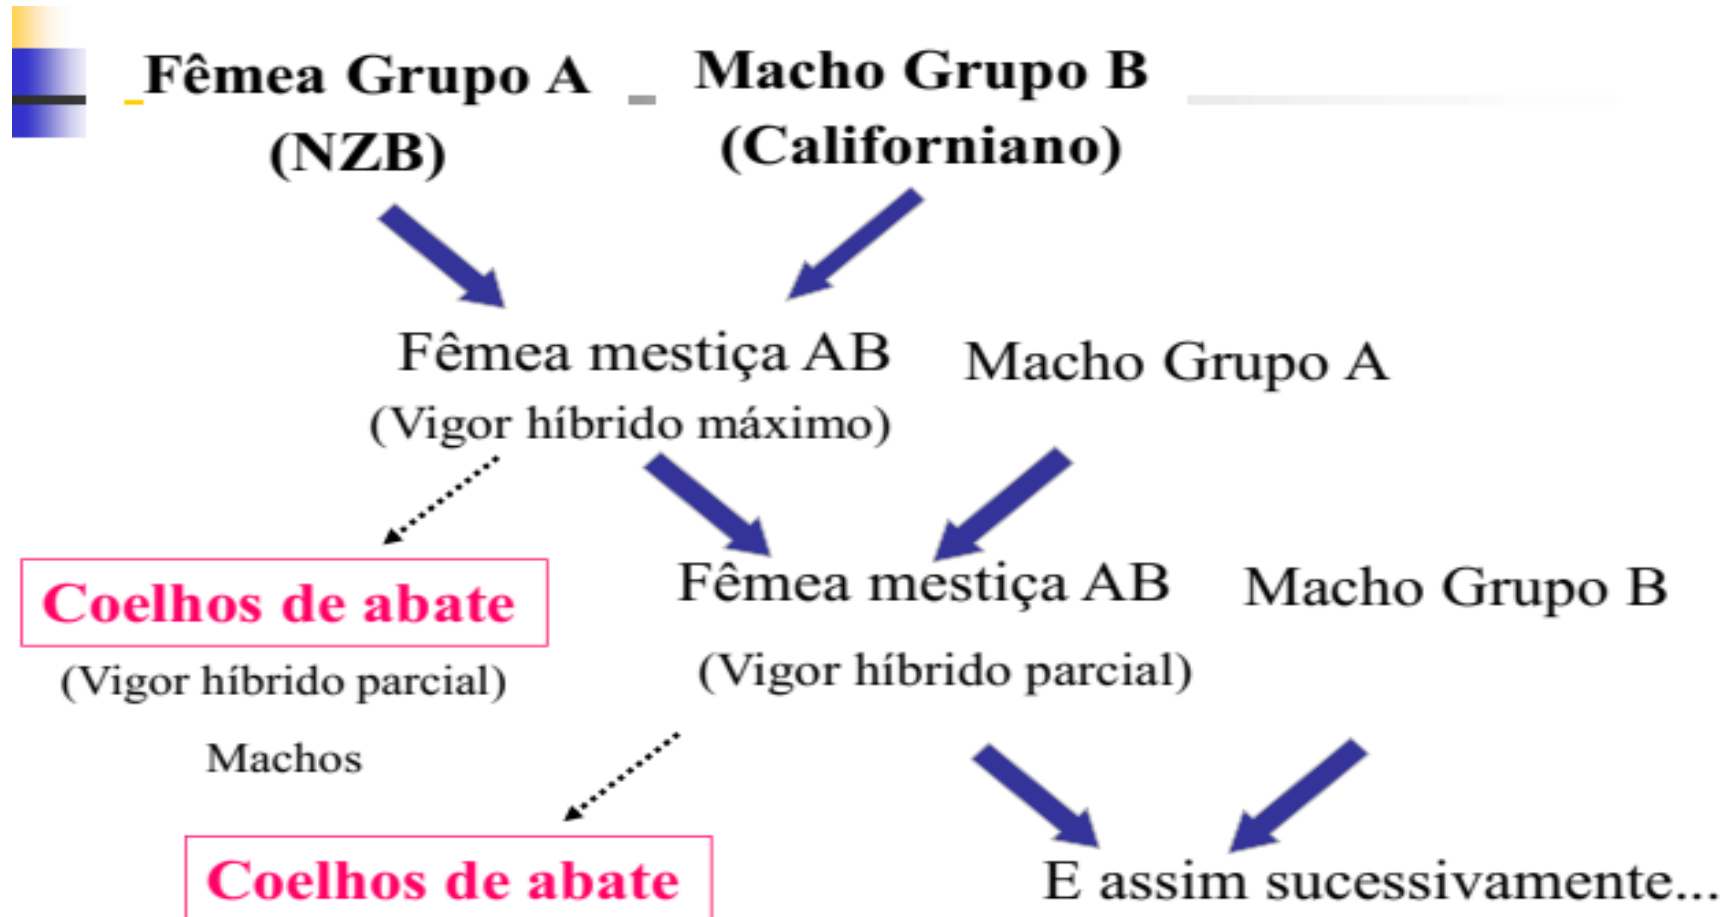 Fêmea Grupo A
(NZB)
Macho Grupo B
(Californiano)
Fêmea mestiça AB
(Vigor híbrido máximo)
Macho Grupo A
Coelhos de abate
(Vigor híbrido parcial)
Machos
Fêmea mestiça AB
(Vigor híbrido parcial)
Macho Grupo B
Coelhos de abate
E assim sucessivamente...